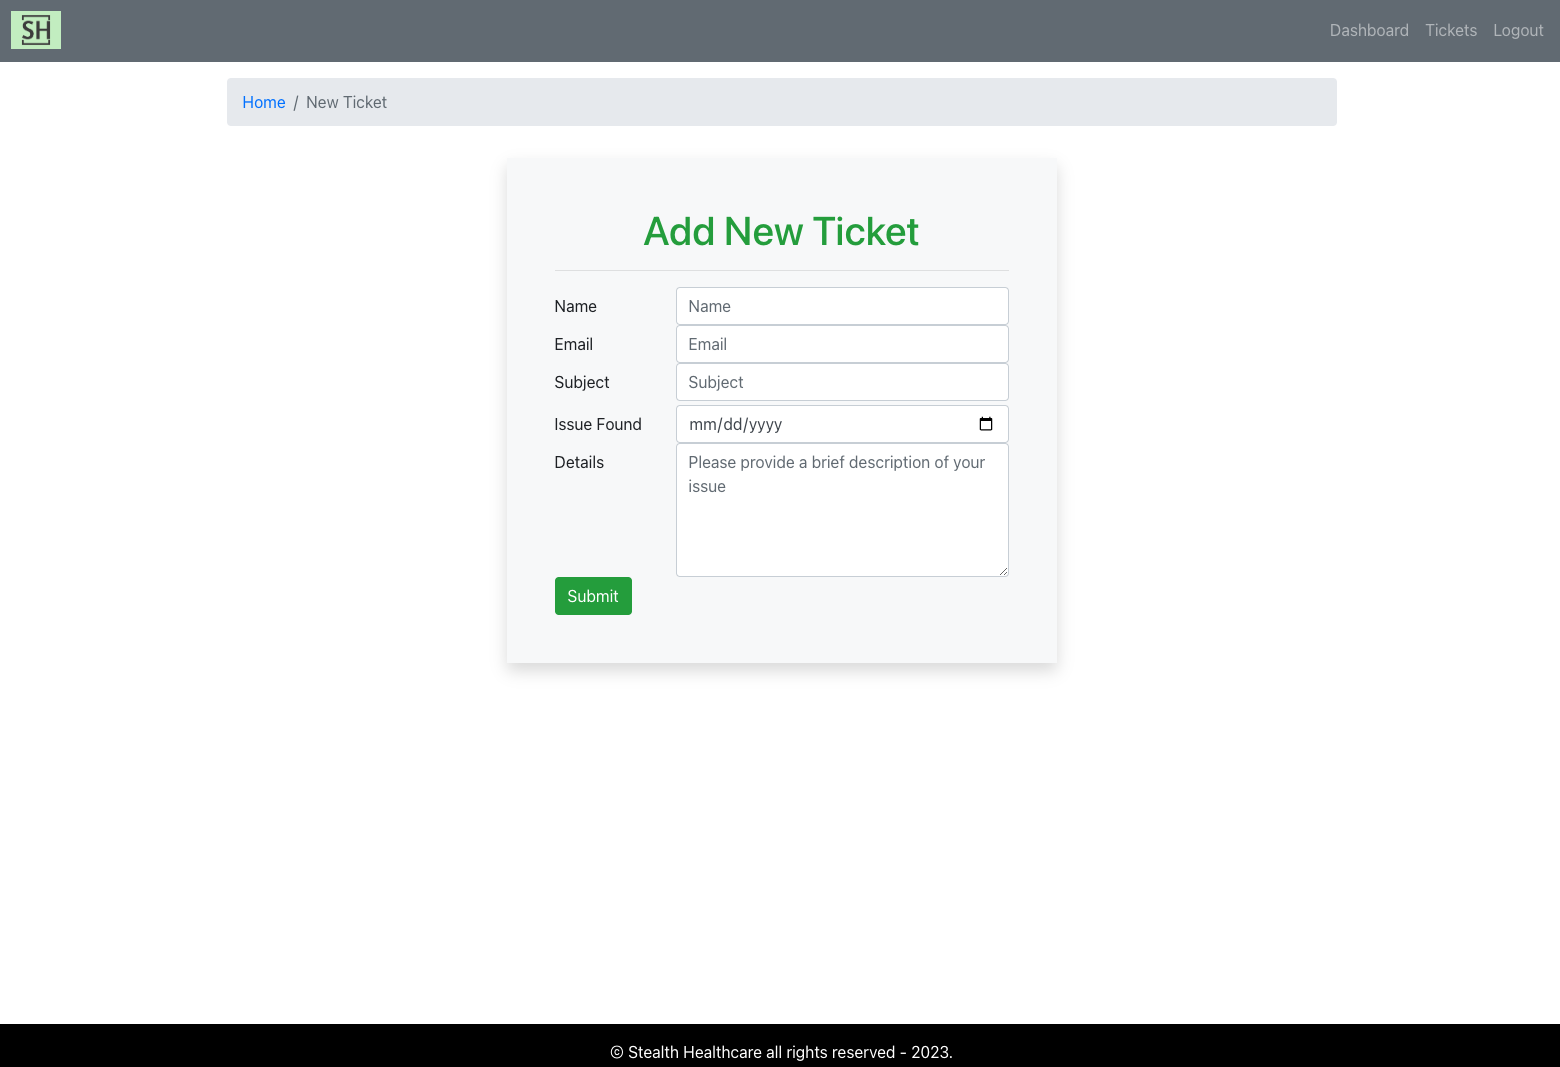 SH
Dashboard Tickets Logout
Home / New Ticket
Add New Ticket
Name Name
Email Email
Subject Subject
Issue Found mm/dd/yyyy
Details Please provide a brief description of your
issue
Submit
© Stealth Healthcare all rights reserved - 2023.